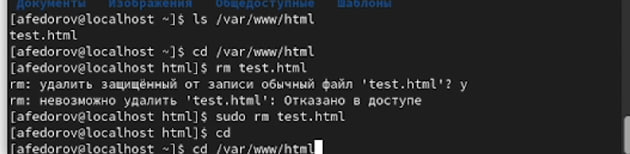 Документы Изображения Общедоступные Шаблоны
[afedorov@localhost ~]$ ls /var/www/html
test.html
[afedorov@localhost ~]$ cd /var/www/html
[afedorov@localhost html]$ rm test.html
rm: удалить защищённый от записи обычный файл 'test.html'? y
rm: невозможно удалить 'test.html': Отказано в доступе
[afedorov@localhost html]$ sudo rm test.html
[afedorov@localhost html]$ cd
[afedorov@localhost ~]$ cd /var/www/html